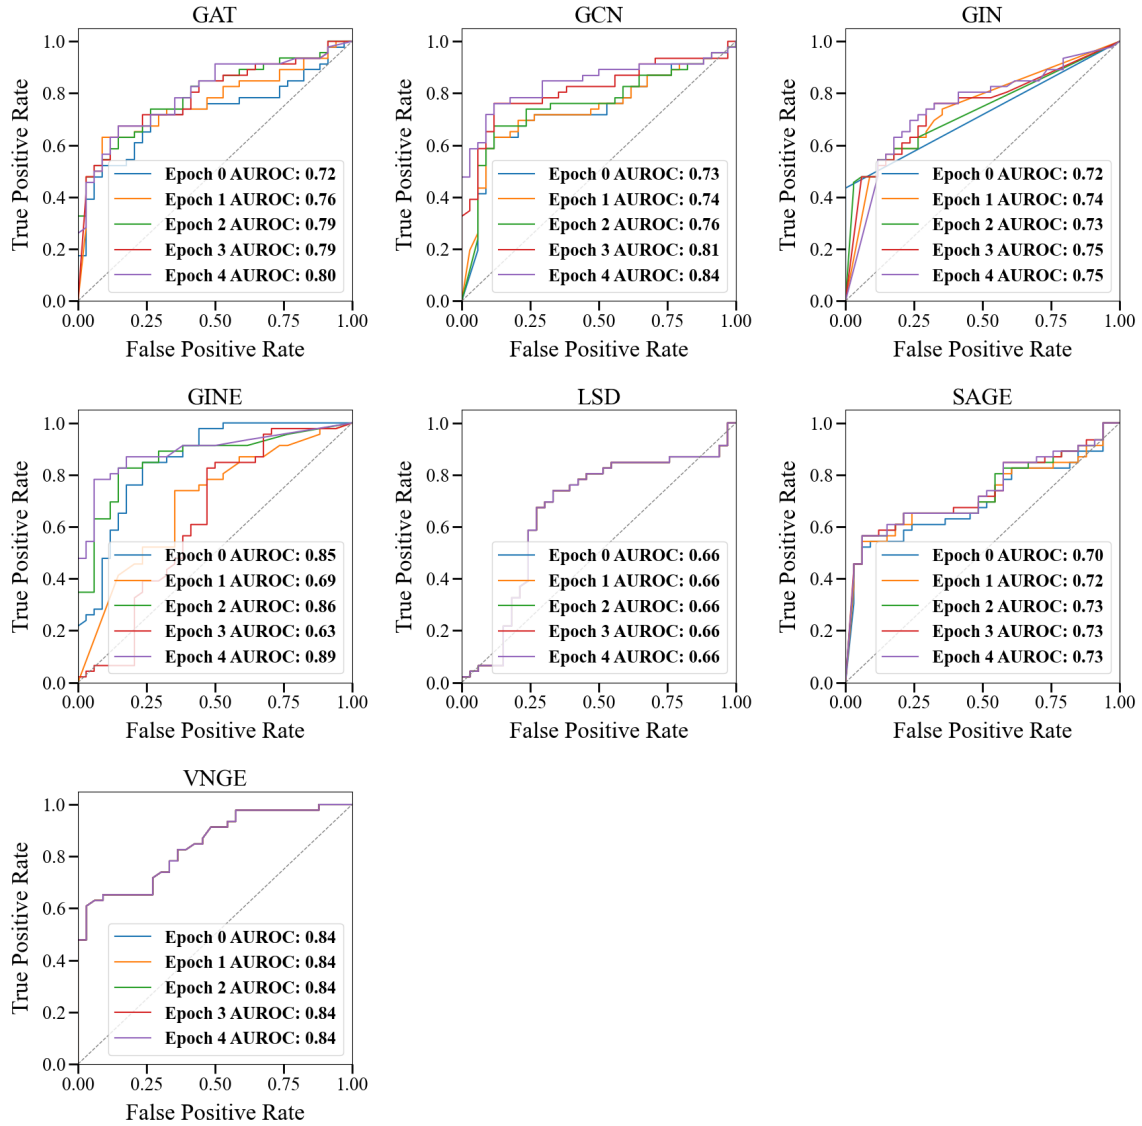 GAT
True Positive Rate
1.0
0.8
0.6
0.4
0.2
0.0
Epoch 0 AUROC: 0.72
Epoch 1 AUROC: 0.76
Epoch 2 AUROC: 0.79
Epoch 3 AUROC: 0.79
Epoch 4 AUROC: 0.80
0.00 0.25 0.50 0.75 1.00
False Positive Rate
GCN
True Positive Rate
1.0
0.8
0.6
0.4
0.2
0.0
Epoch 0 AUROC: 0.73
Epoch 1 AUROC: 0.74
Epoch 2 AUROC: 0.76
Epoch 3 AUROC: 0.81
Epoch 4 AUROC: 0.84
0.00 0.25 0.50 0.75 1.00
False Positive Rate
GIN
True Positive Rate
1.0
0.8
0.6
0.4
0.2
0.0
Epoch 0 AUROC: 0.72
Epoch 1 AUROC: 0.74
Epoch 2 AUROC: 0.73
Epoch 3 AUROC: 0.75
Epoch 4 AUROC: 0.75
0.00 0.25 0.50 0.75 1.00
False Positive Rate
GINE
True Positive Rate
1.0
0.8
0.6
0.4
0.2
0.0
Epoch 0 AUROC: 0.85
Epoch 1 AUROC: 0.69
Epoch 2 AUROC: 0.86
Epoch 3 AUROC: 0.63
Epoch 4 AUROC: 0.89
0.00 0.25 0.50 0.75 1.00
False Positive Rate
LSD
True Positive Rate
1.0
0.8
0.6
0.4
0.2
0.0
Epoch 0 AUROC: 0.66
Epoch 1 AUROC: 0.66
Epoch 2 AUROC: 0.66
Epoch 3 AUROC: 0.66
Epoch 4 AUROC: 0.66
0.00 0.25 0.50 0.75 1.00
False Positive Rate
SAGE
True Positive Rate
1.0
0.8
0.6
0.4
0.2
0.0
Epoch 0 AUROC: 0.70
Epoch 1 AUROC: 0.72
Epoch 2 AUROC: 0.73
Epoch 3 AUROC: 0.73
Epoch 4 AUROC: 0.73
0.00 0.25 0.50 0.75 1.00
False Positive Rate
VNGE
True Positive Rate
1.0
0.8
0.6
0.4
0.2
0.0
Epoch 0 AUROC: 0.84
Epoch 1 AUROC: 0.84
Epoch 2 AUROC: 0.84
Epoch 3 AUROC: 0.84
Epoch 4 AUROC: 0.84
0.00 0.25 0.50 0.75 1.00
False Positive Rate